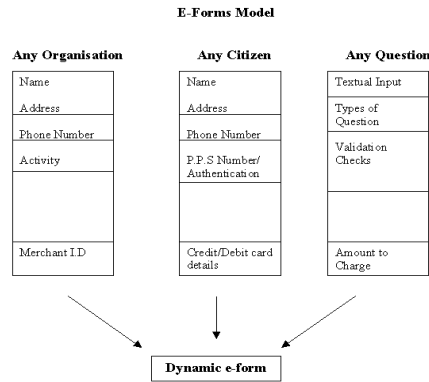 E-Forms Model
Any Organisation
Name
Address
Phone Number
Activity
Merchant I.D
Any Citizen
Name
Address
Phone Number
P.P.S Number/
Authentication
Credit/Debit card
details
Any Question
Textual Input
Types of
Question
Validation
Checks
Amount to
Charge
Dynamic e-form